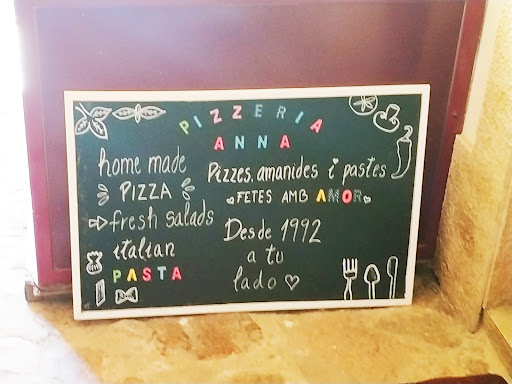 PIZZERIA
ANNA
home made
PIZZA
fresh salads
italian
PASTA
Pizzes, amanides i pastes
FETES AMB AMOR
Desde 1992
a tu
lado